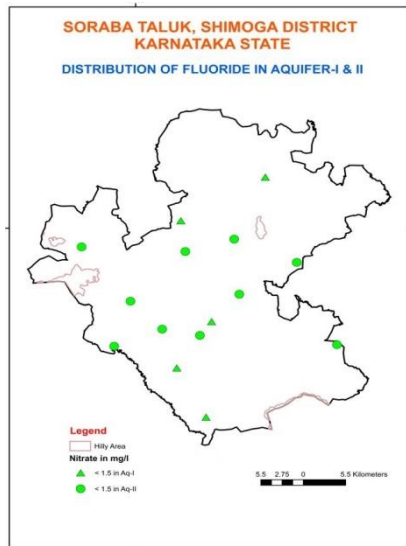 SORABA TALUK, SHIMOGA DISTRICT
KARNATAKA STATE
DISTRIBUTION OF FLUORIDE IN AQUIFER-I & II
Legend
Hilly Area
Nitrate in mg/l
< 1.5 in Aq-I
< 1.5 in Aq-II
5.5 2.75 0 5.5 Kilometers